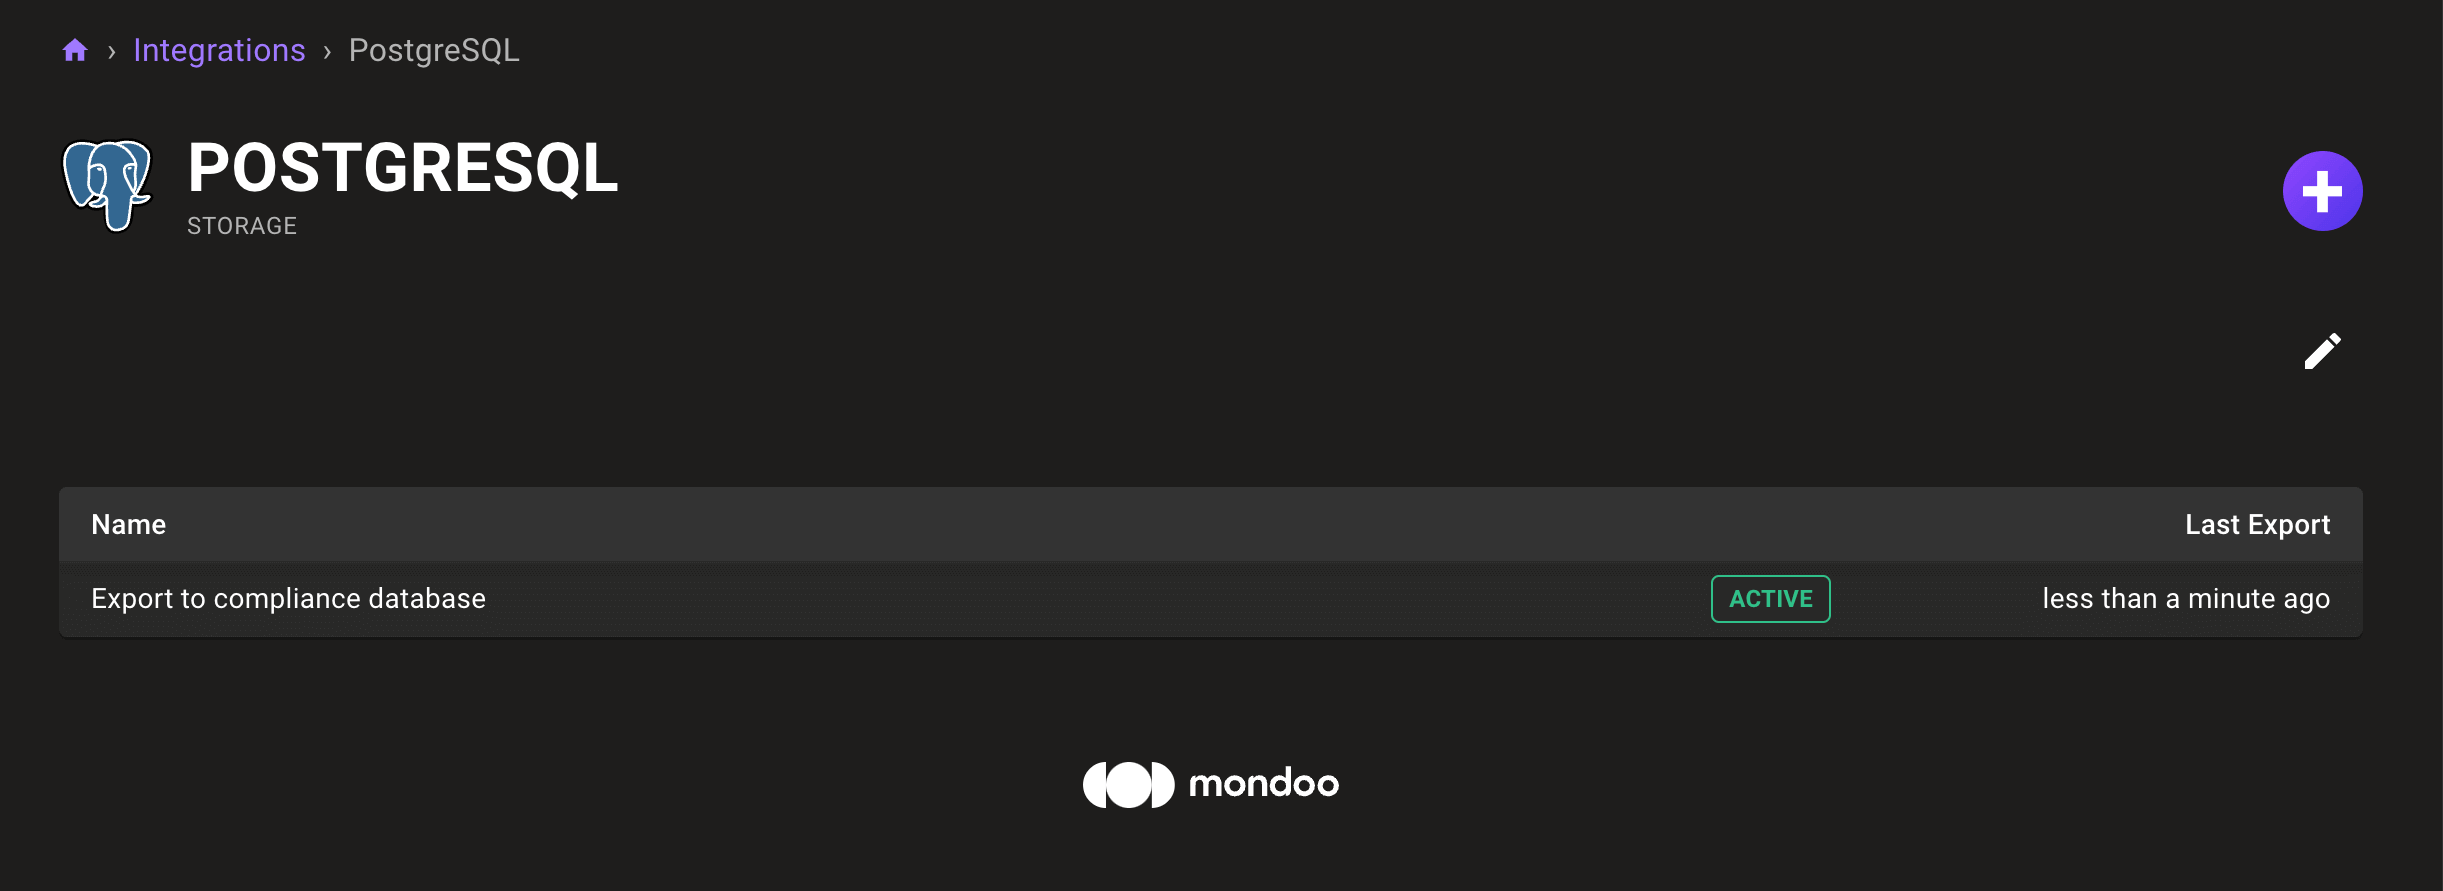 › Integrations › PostgreSQL
POSTGRESQL
STORAGE
Name Last Export
Export to compliance database ACTIVE less than a minute ago
mondoo